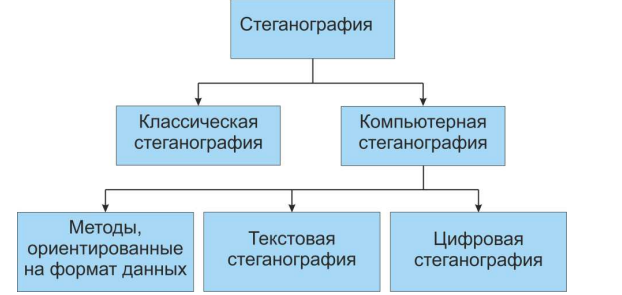 Стеганография
Классическая
стеганография
Компьютерная
стеганография
Методы,
ориентированные
на формат данных
Текстовая
стеганография
Цифровая
стеганография